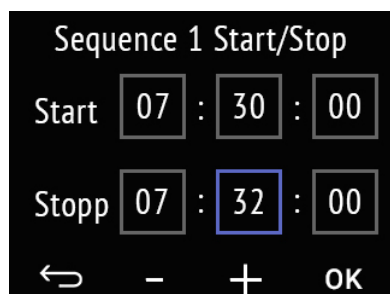 Sequence 1 Start/Stop
Start 07 : 30 : 00
Stopp 07 : 32 : 00
- + OK